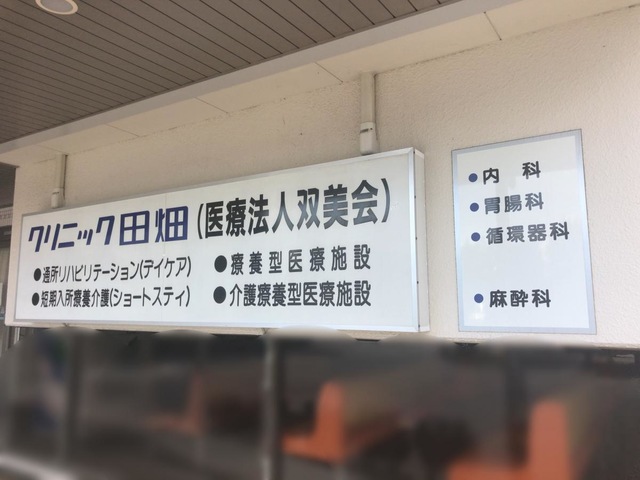 クリニック田畑(医療法人双美会)
●通所リハビリテーション(デイケア)
●短期入所療養介護(ショートスティ)
●療養型医療施設
●介護療養型医療施設
●内科
●胃腸科
●循環器科
●麻酔科